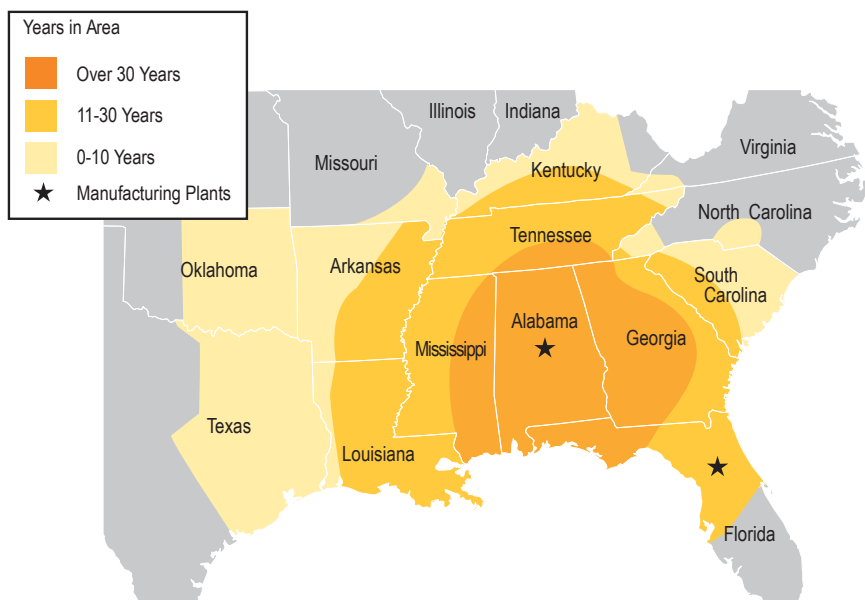 Years in Area
Over 30 Years
11-30 Years
0-10 Years
Manufacturing Plants
Illinois
Indiana
Missouri
Virginia
Kentucky
North Carolina
Tennessee
Oklahoma
Arkansas
South
Carolina
Alabama
Mississippi
Georgia
Texas
Louisiana
Florida